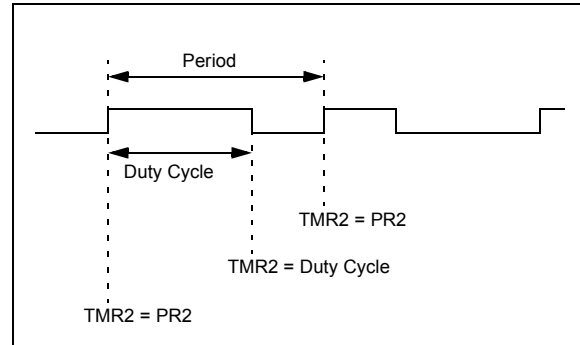 Period
Duty Cycle
TMR2 = PR2
TMR2 = Duty Cycle
TMR2 = PR2